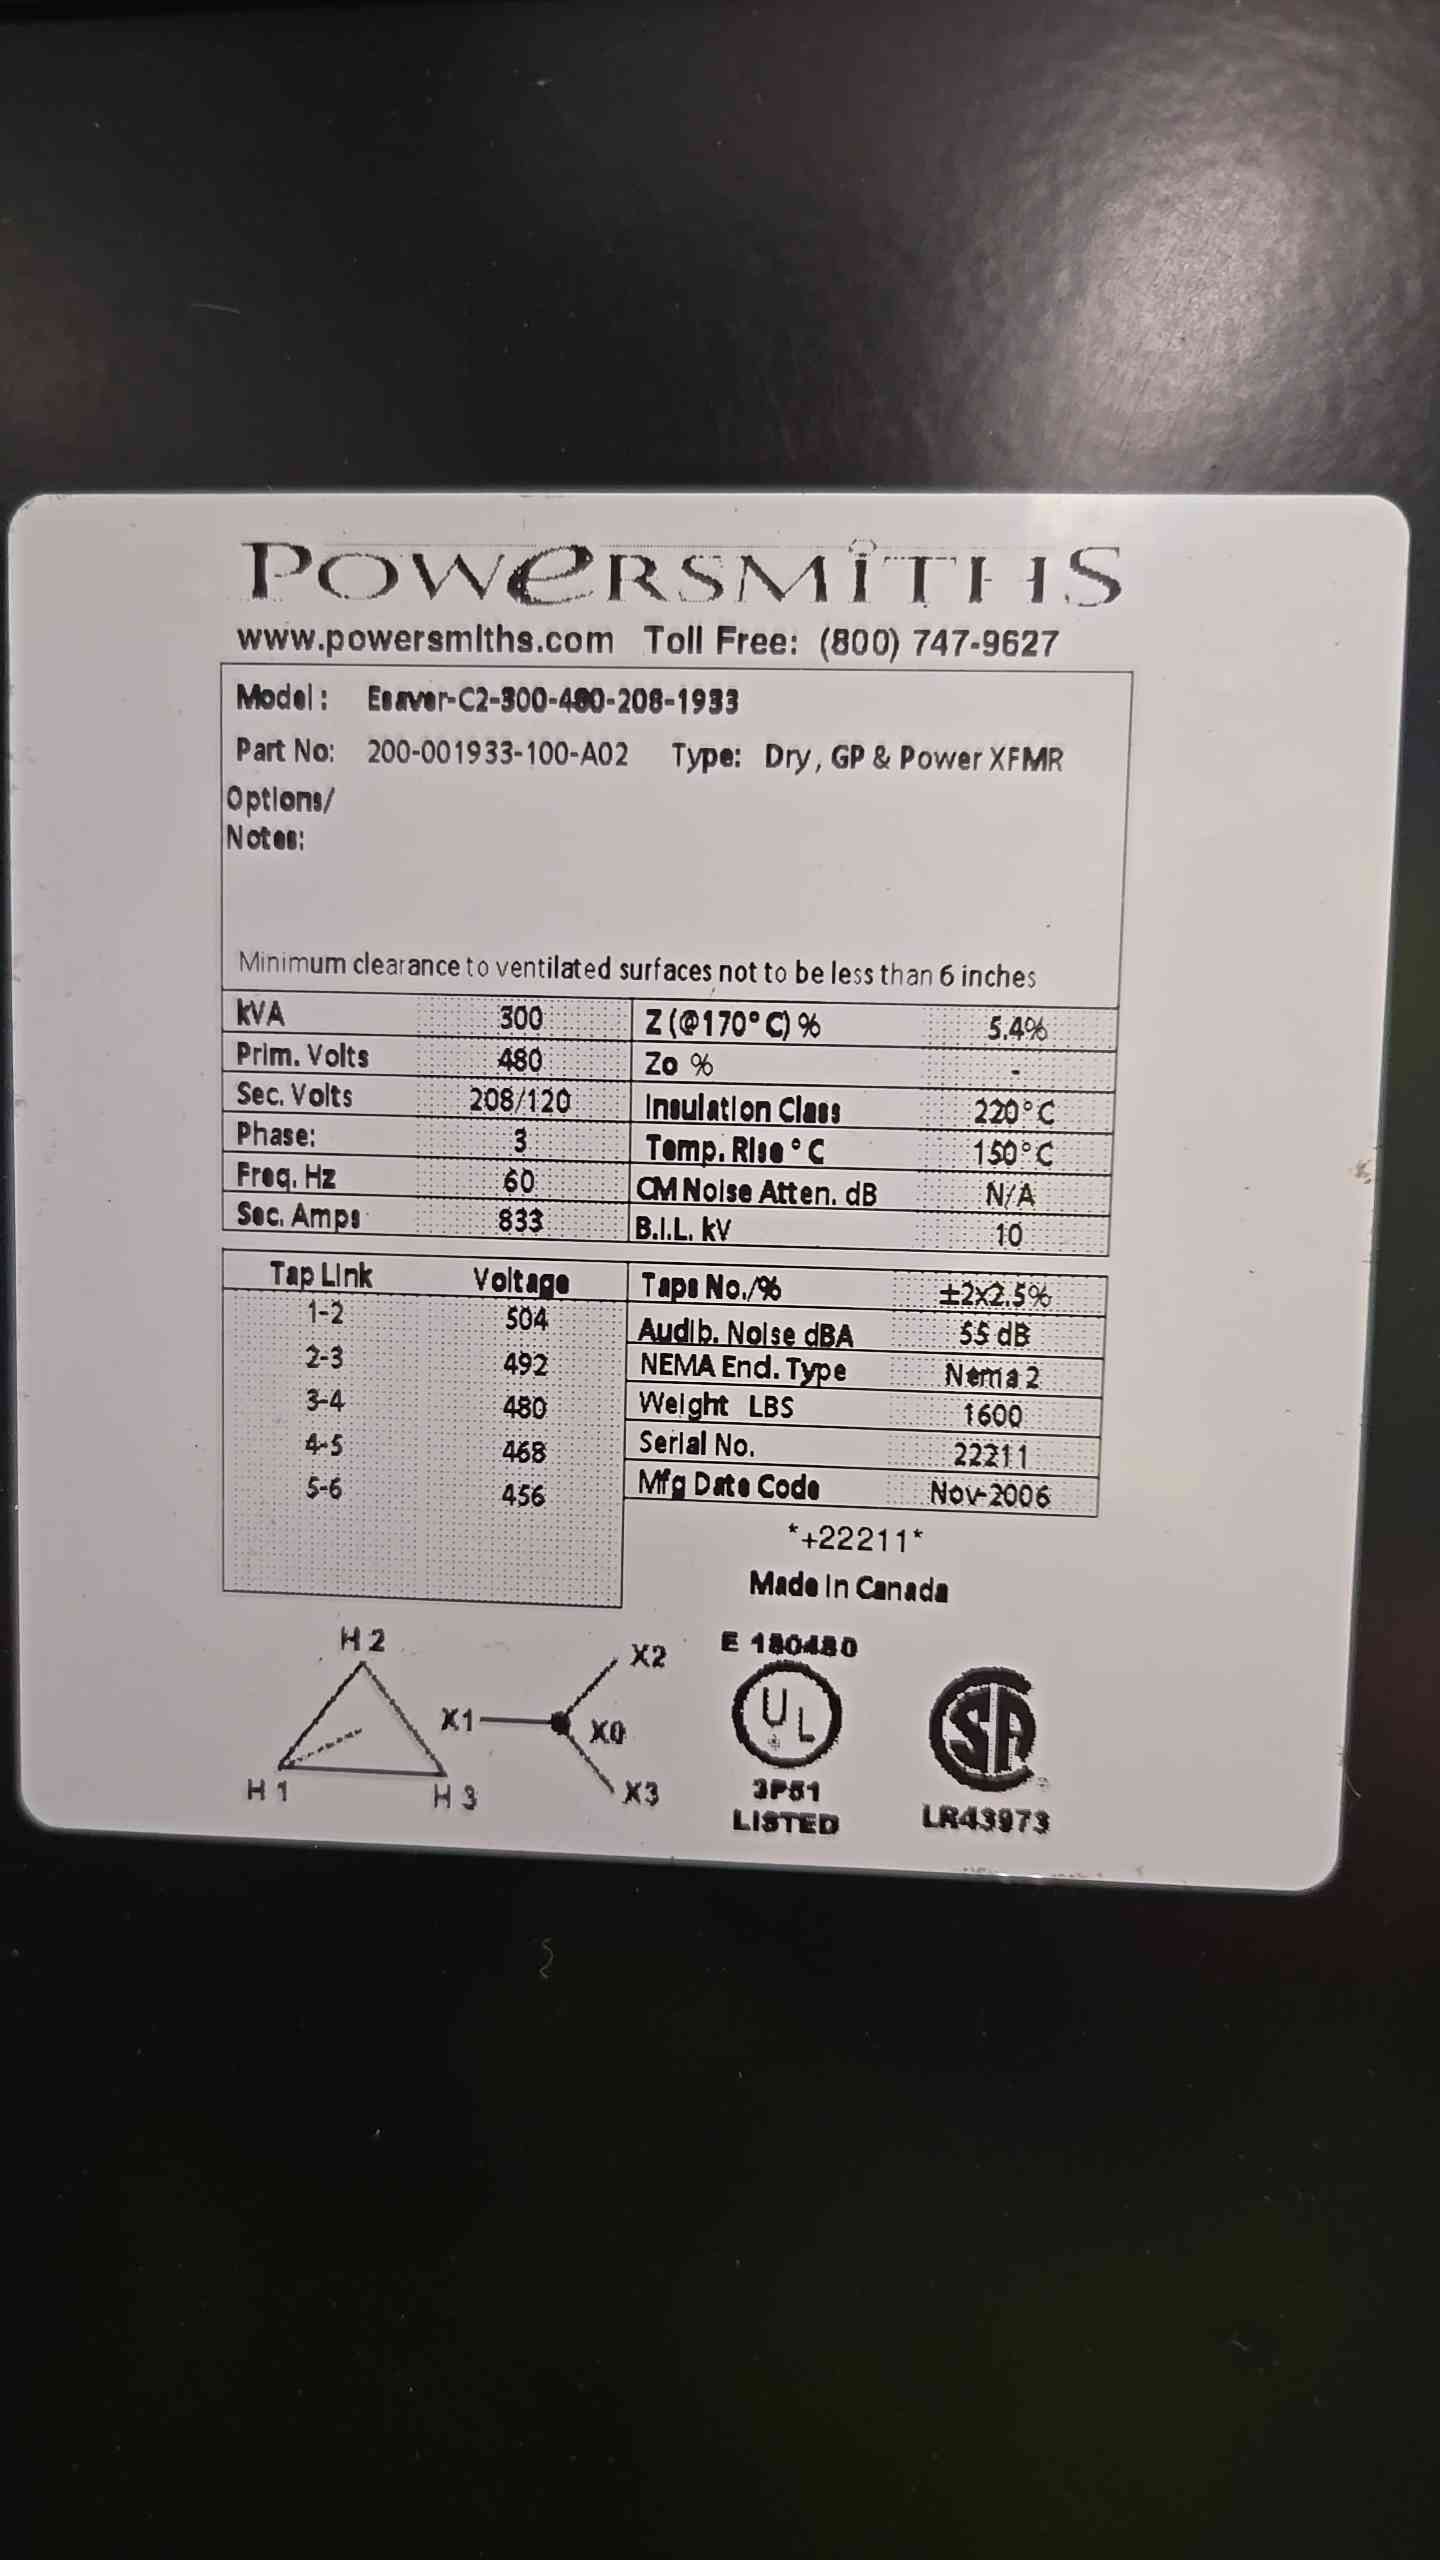 POWERSMITHS
www.powersmiths.com Toll Free: (800) 747-9627
Model: Esaver-C2-300-480-208-1933
Part No: 200-001933-100-A02 Type: Dry, GP & Power XFMR
Options/
Notes:
Minimum clearance to ventilated surfaces not to be less than 6 inches
kVA 300 Z (@170°C) % 5.4%
Prim. Volts 480 Zo % -
Sec. Volts 208/120 Insulation Class 220°C
Phase: 3 Temp. Rise °C 150°C
Freq. Hz 60 CM Noise Atten. dB N/A
Sec. Amps 833 B.I.L. kV 10
Tap Link Voltage Taps No./% ±2x2.5%
1-2 504 Audib. Noise dBA 55 dB
2-3 492 NEMA Encl. Type Nema 2
3-4 480 Weight LBS 1600
4-5 468 Serial No. 22211
5-6 456 Mfg Date Code Nov-2006
*+22211*
Made In Canada
H1 H2 H3
X1 X2 X0 X3
E 180480
UL
3P51
LISTED
SA
LR43973